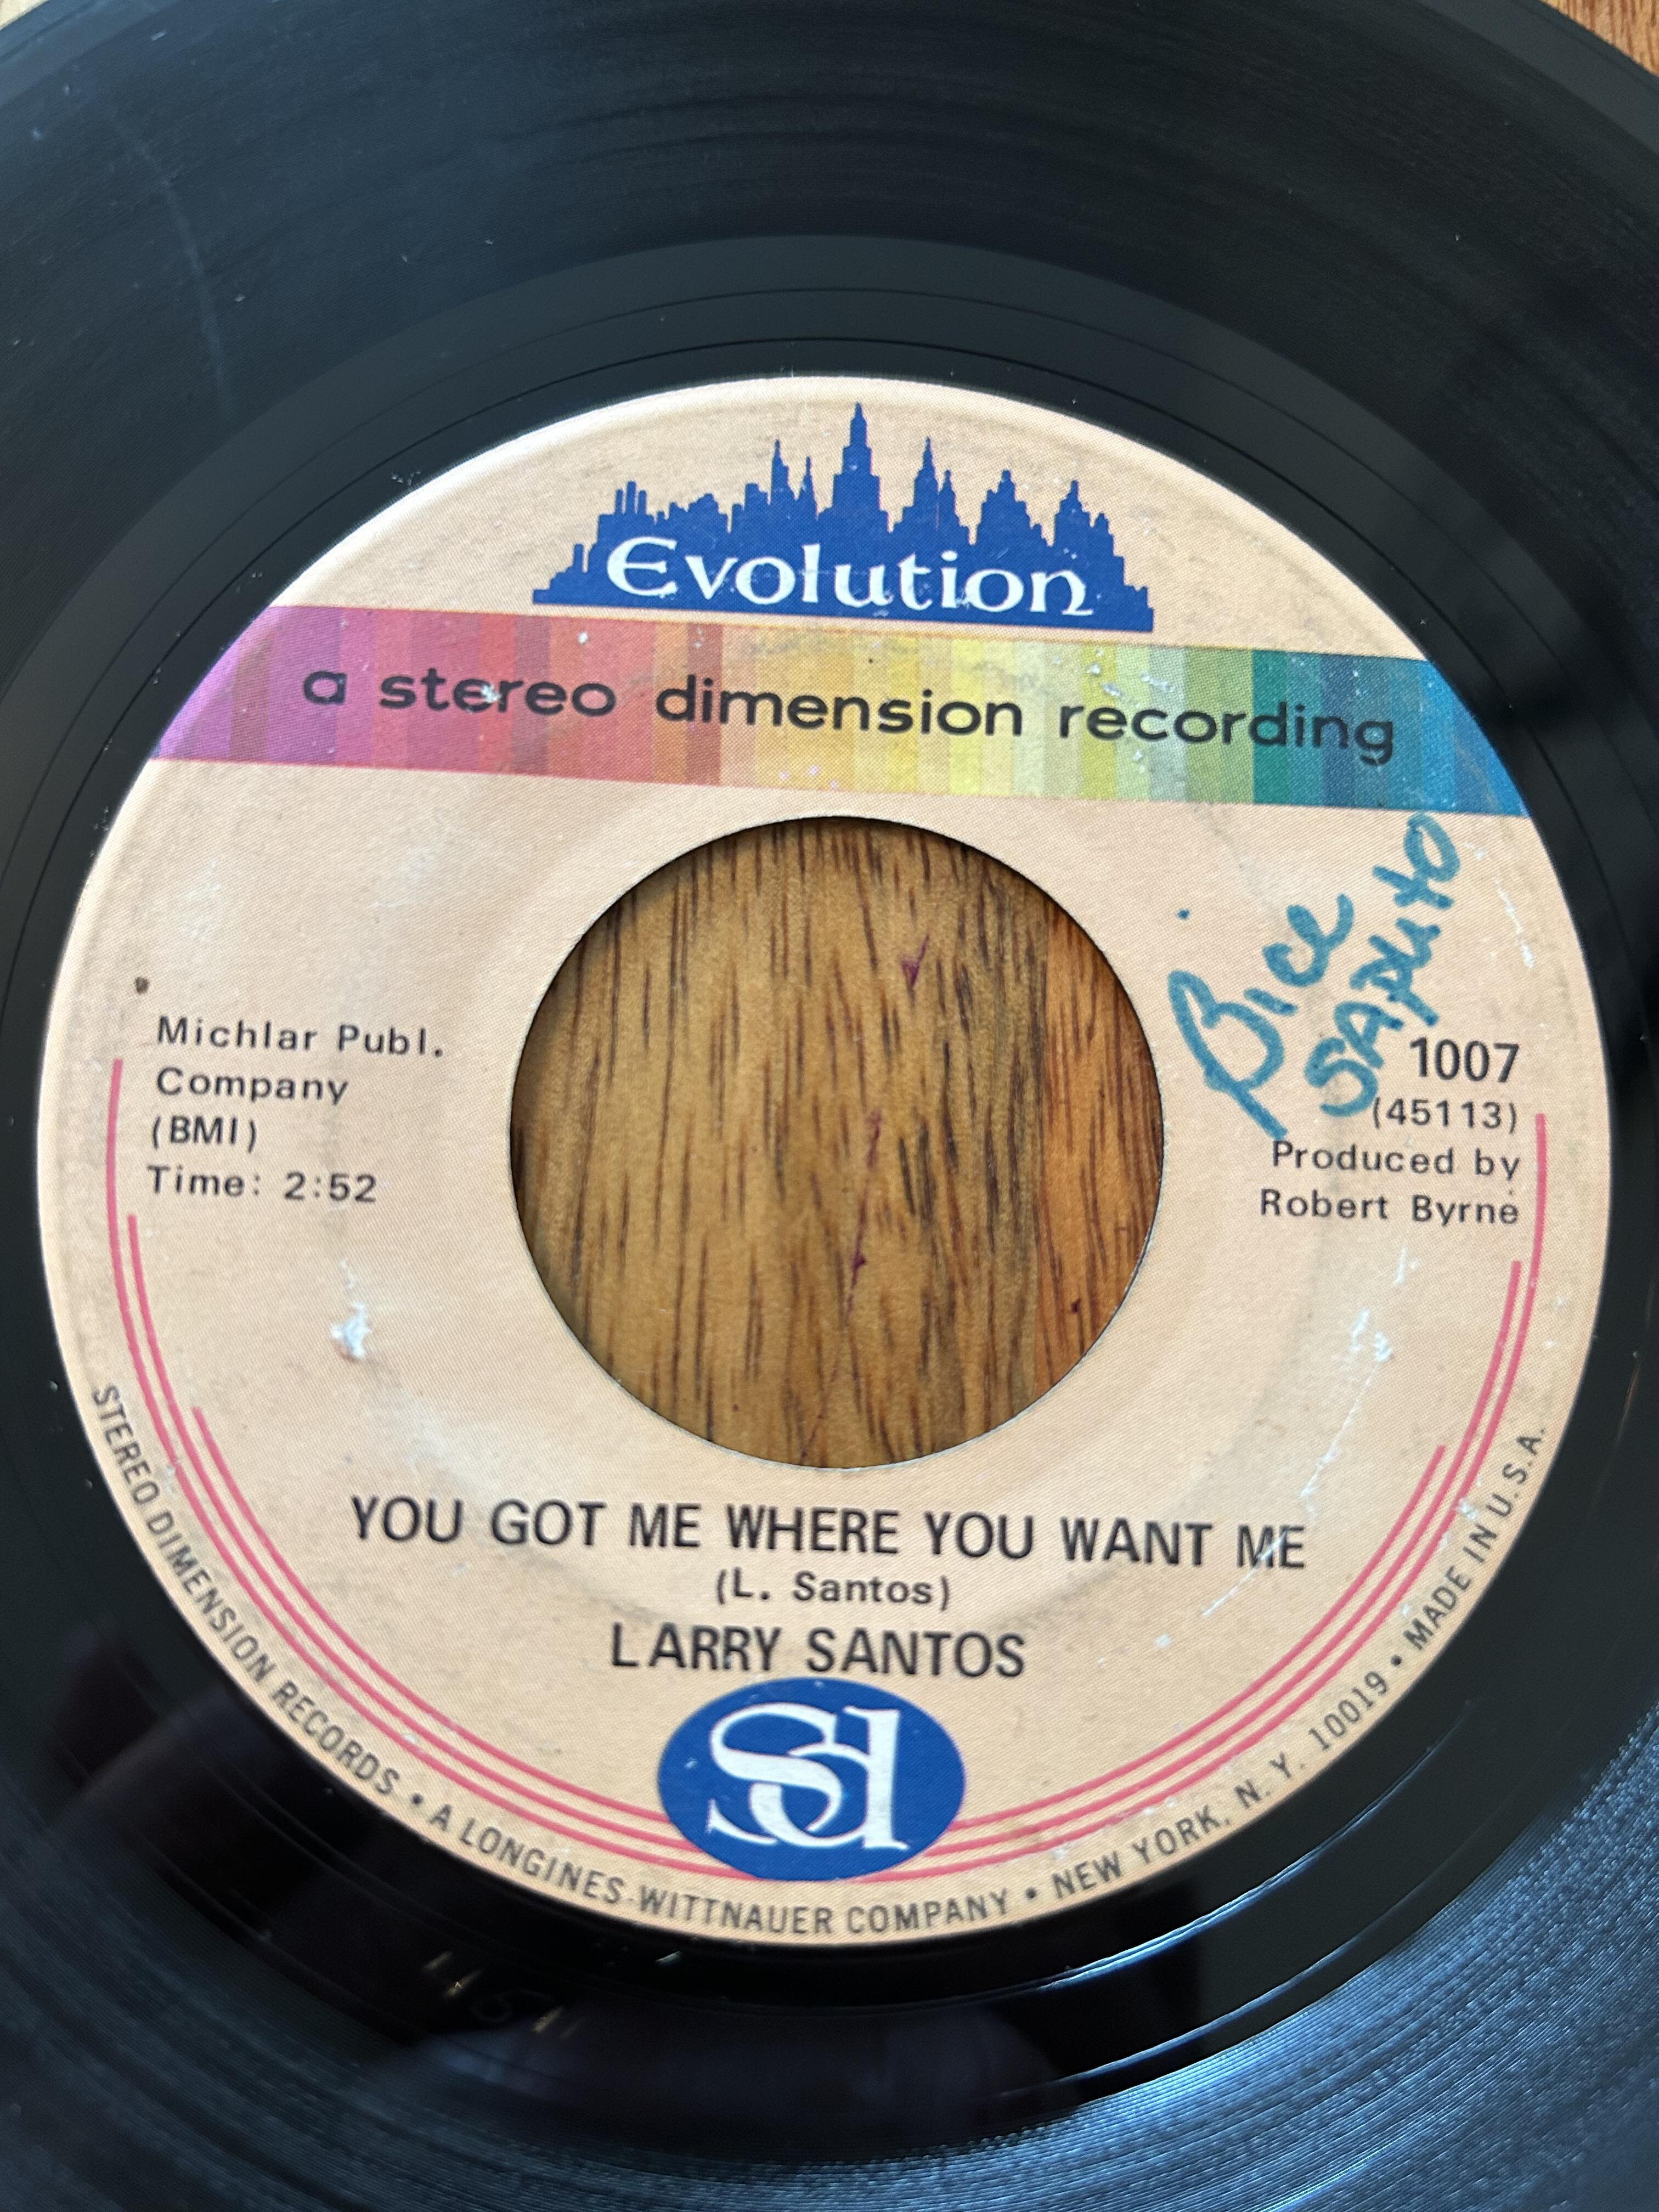 Evolution
a stereo dimension recording
Bice
SAPUTO
Michlar Publ.
Company
(BMI)
Time: 2:52
1007
(45113)
Produced by
Robert Byrne
YOU GOT ME WHERE YOU WANT ME
(L. Santos)
LARRY SANTOS
Sd
STEREO DIMENSION RECORDS • A LONGINES-WITTNAUER COMPANY • NEW YORK, N. Y. 10019 • MADE IN U.S.A.